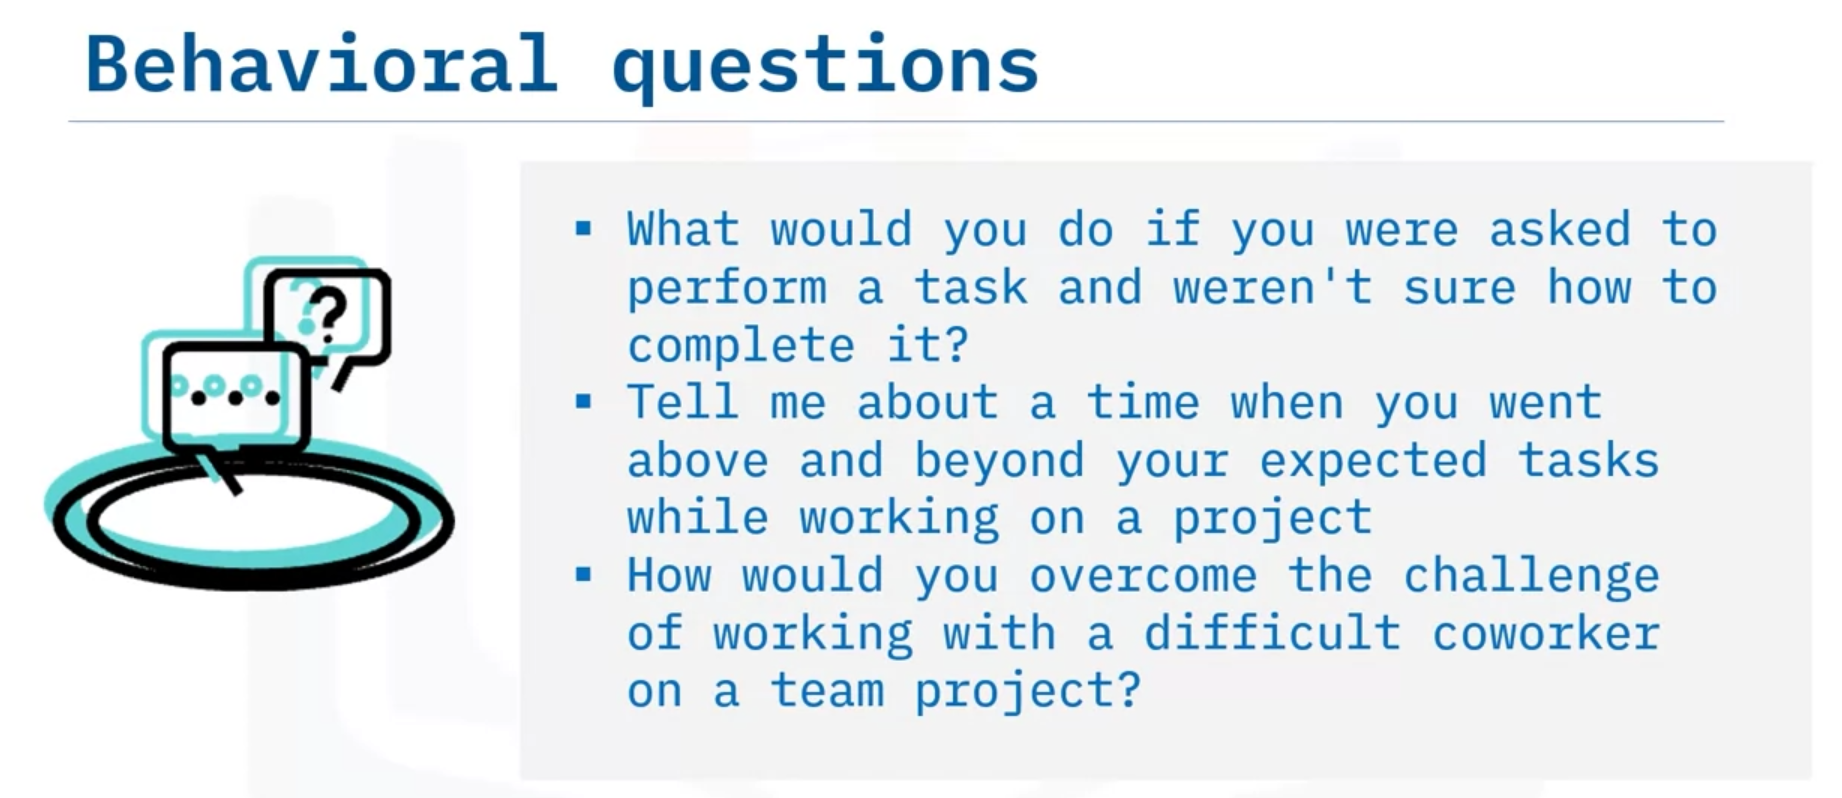 Behavioral questions
▪ What would you do if you were asked to
perform a task and weren't sure how to
complete it?
▪ Tell me about a time when you went
above and beyond your expected tasks
while working on a project
▪ How would you overcome the challenge
of working with a difficult coworker
on a team project?